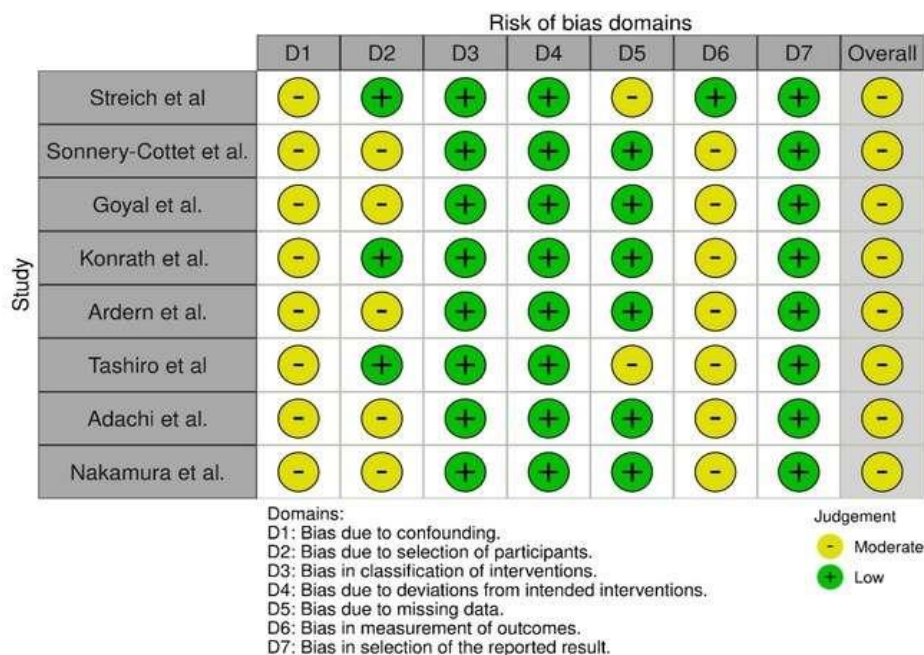 Risk of bias domains
D1 D2 D3 D4 D5 D6 D7 Overall
Study
Streich et al - + + + - + + -
Sonnery-Cottet et al. - - + + + - + -
Goyal et al. - - + + + - + -
Konrath et al. - + + + + - + -
Ardern et al. - - + + + - + -
Tashiro et al - + + + - - + -
Adachi et al. - - + + + - + -
Nakamura et al. - - + + + - + -
Domains:
D1: Bias due to confounding.
D2: Bias due to selection of participants.
D3: Bias in classification of interventions.
D4: Bias due to deviations from intended interventions.
D5: Bias due to missing data.
D6: Bias in measurement of outcomes.
D7: Bias in selection of the reported result.
Judgement
- Moderate
+ Low